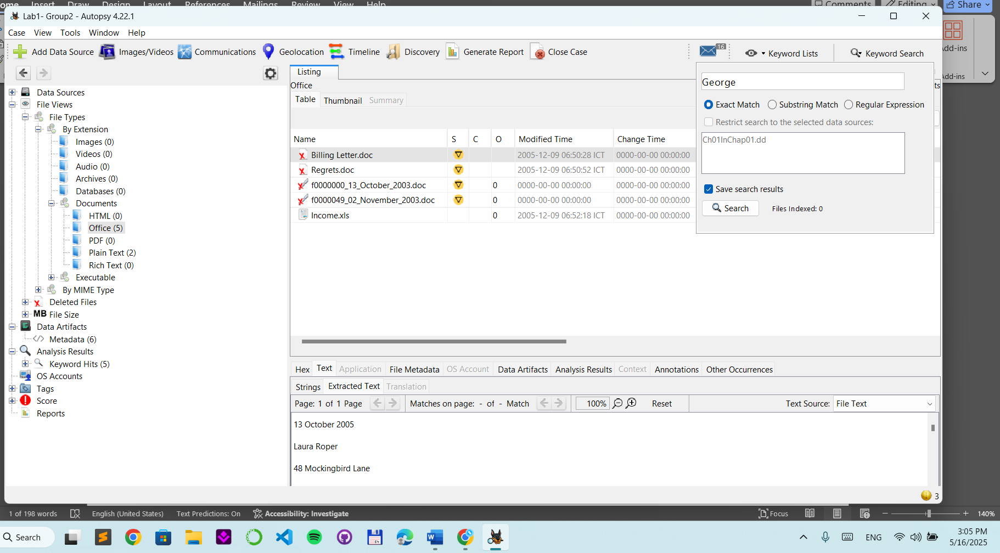 ome Insert Draw Design Layout References Mailings Review View Help Comments Editing Share
Lab1- Group2 - Autopsy 4.22.1
Case View Tools Window Help
Add Data Source Images/Videos Communications Geolocation Timeline Discovery Generate Report Close Case 16 Keyword Lists Keyword Search
dd-ins
dd-ins
Data Sources
File Views
File Types
By Extension
Images (0)
Videos (0)
Audio (0)
Archives (0)
Databases (0)
Documents
HTML (0)
Office (5)
PDF (0)
Plain Text (2)
Rich Text (0)
Executable
By MIME Type
Deleted Files
MB File Size
Data Artifacts
Metadata (6)
Analysis Results
Keyword Hits (5)
OS Accounts
Tags
Score
Reports
Listing
Office
ts
Table Thumbnail Summary
Name S C O Modified Time Change Time
Billing Letter.doc 2005-12-09 06:50:28 ICT 0000-00-00 00:00:00
Regrets.doc 2005-12-09 06:50:52 ICT 0000-00-00 00:00:00
f0000000_13_October_2003.doc 0 0000-00-00 00:00:00 0000-00-00 00:00:00
f0000049_02_November_2003.doc 0 0000-00-00 00:00:00 0000-00-00 00:00:00
Income.xls 0 2005-12-09 06:52:18 ICT 0000-00-00 00:00:00
George
Exact Match Substring Match Regular Expression
Restrict search to the selected data sources:
Ch01InChap01.dd
Save search results
Search Files Indexed: 0
Hex Text Application File Metadata OS Account Data Artifacts Analysis Results Context Annotations Other Occurrences
Strings Extracted Text Translation
Page: 1 of 1 Page Matches on page: - of - Match 100% Reset Text Source: File Text
13 October 2005
Laura Roper
48 Mockingbird Lane
3
1 of 198 words English (United States) Text Predictions: On Accessibility: Investigate Focus 140%
Search ENG 3:05 PM
5/16/2025